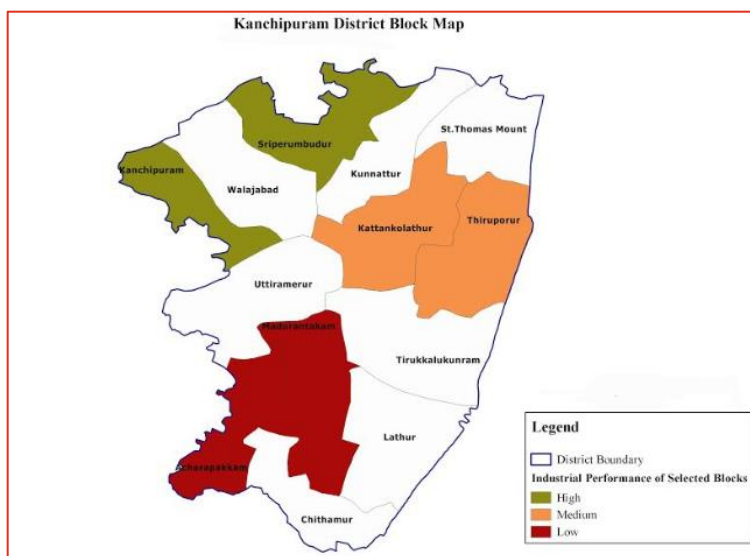 Kanchipuram District Block Map
St.Thomas Mount
Sriperumbudur
Kanchipuram
Kunnattur
Walajabad
Thiruporur
Kattankolathur
Uttiramerur
Madurantakam
Tirukkalukunram
Lathur
Acharapakkam
Chithamur
Legend
District Boundary
Industrial Performance of Selected Blocks
High
Medium
Low